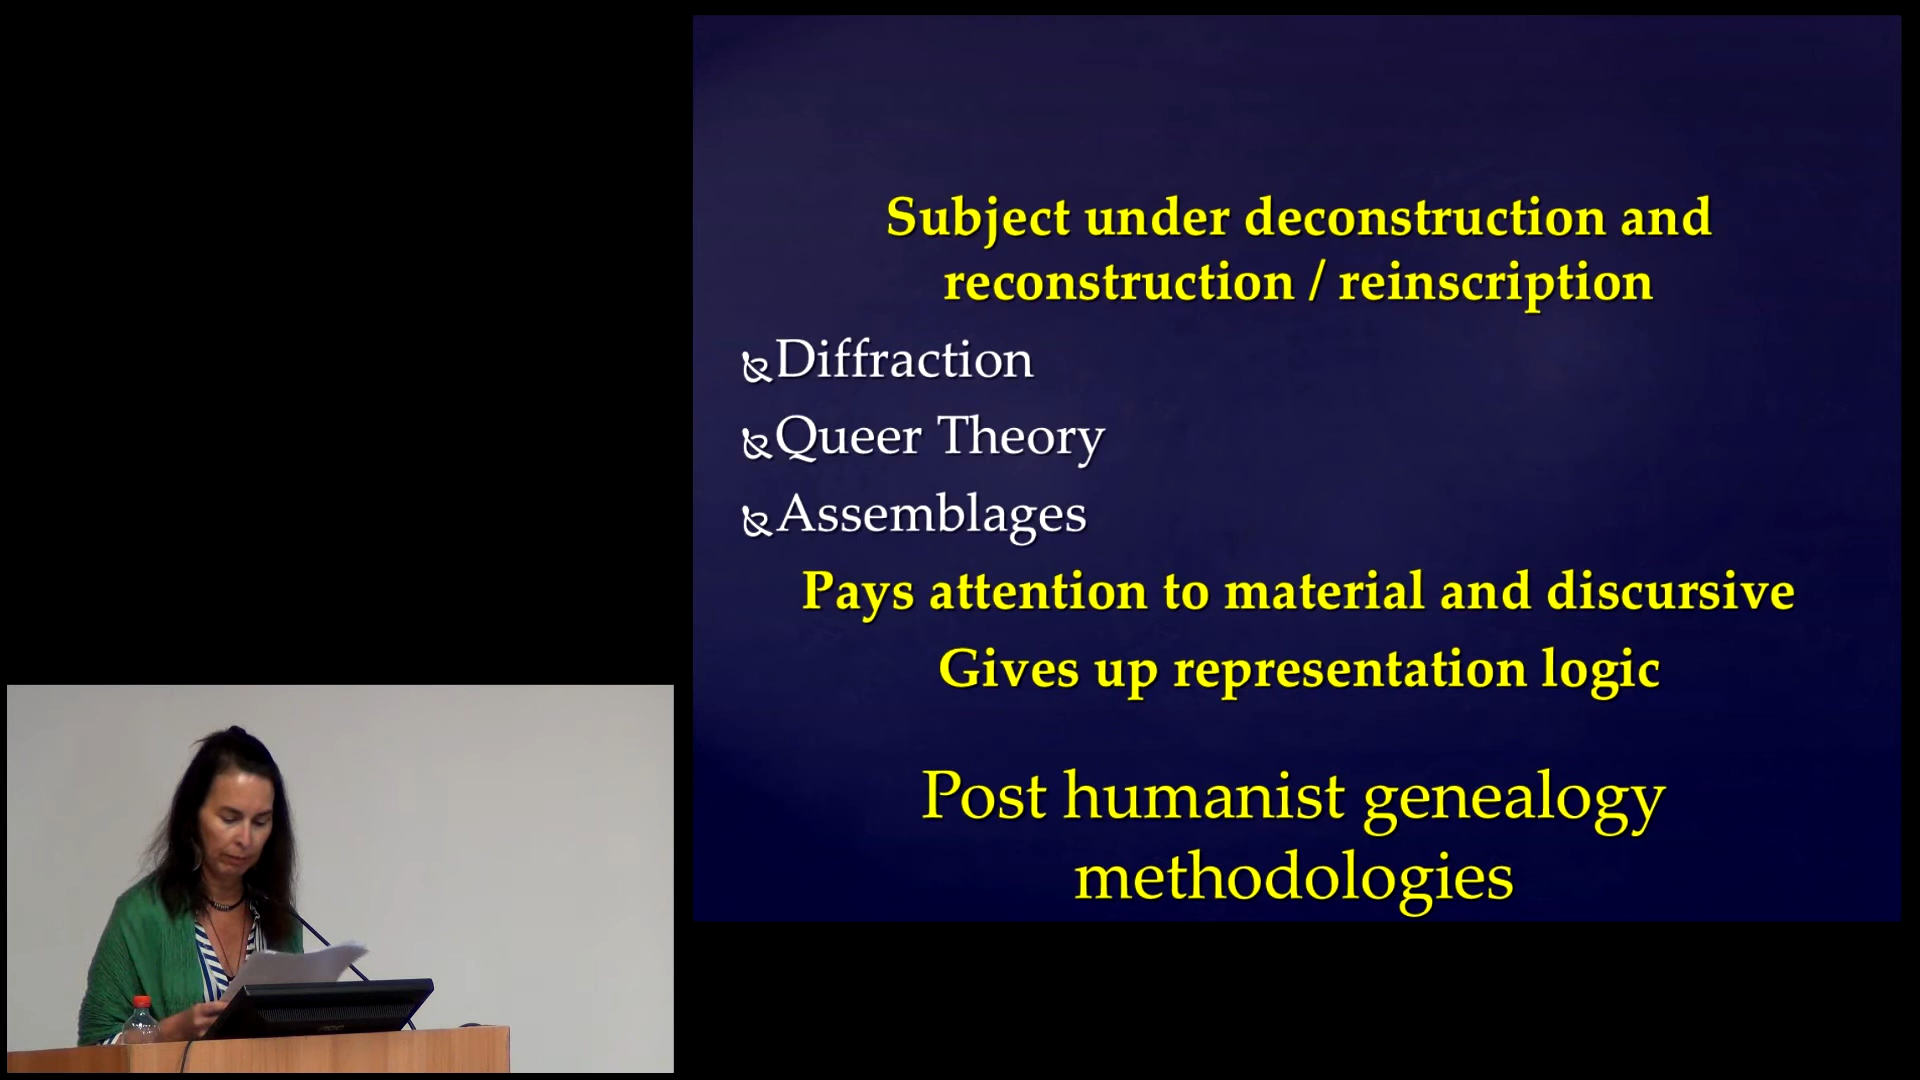 Subject under deconstruction and
reconstruction / reinscription
Diffraction
Queer Theory
Assemblages
Pays attention to material and discursive
Gives up representation logic
Post humanist genealogy
methodologies